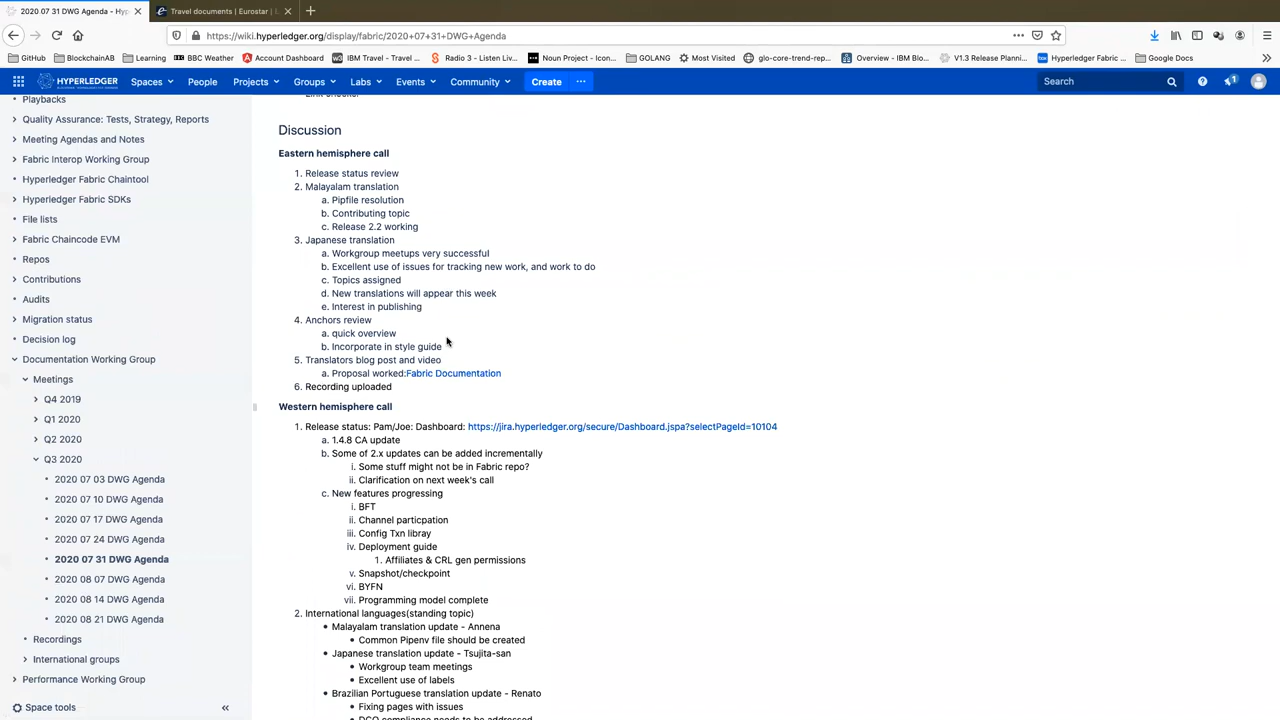 2020 07 31 DWG Agenda - Hy
Travel documents | Eurostar | i
https://wiki.hyperledger.org/display/fabric/2020+07+31+DWG+Agenda
GitHub
BlockchainAB
Learning
BBC Weather
Account Dashboard
IBM Travel - Travel ...
Radio 3 - Listen Liv...
Noun Project - Icon...
GOLANG
Most Visited
glo-core-trend-rep...
Overview - IBM Blo...
V1.3 Release Planni...
Hyperledger Fabric ...
Google Docs
HYPERLEDGER
Spaces
People
Projects
Groups
Labs
Events
Community
Create
Search
1
Playbacks
Quality Assurance: Tests, Strategy, Reports
Meeting Agendas and Notes
Fabric Interop Working Group
Hyperledger Fabric Chaintool
Hyperledger Fabric SDKs
File lists
Fabric Chaincode EVM
Repos
Contributions
Audits
Migration status
Decision log
Documentation Working Group
Meetings
Q4 2019
Q1 2020
Q2 2020
Q3 2020
2020 07 03 DWG Agenda
2020 07 10 DWG Agenda
2020 07 17 DWG Agenda
2020 07 24 DWG Agenda
2020 07 31 DWG Agenda
2020 08 07 DWG Agenda
2020 08 14 DWG Agenda
2020 08 21 DWG Agenda
Recordings
International groups
Performance Working Group
Space tools
Discussion
Eastern hemisphere call
1. Release status review
2. Malayalam translation
a. Pipfile resolution
b. Contributing topic
c. Release 2.2 working
3. Japanese translation
a. Workgroup meetups very successful
b. Excellent use of issues for tracking new work, and work to do
c. Topics assigned
d. New translations will appear this week
e. Interest in publishing
4. Anchors review
a. quick overview
b. Incorporate in style guide
5. Translators blog post and video
a. Proposal worked:Fabric Documentation
6. Recording uploaded
Western hemisphere call
1. Release status: Pam/Joe: Dashboard: https://jira.hyperledger.org/secure/Dashboard.jspa?selectPageId=10104
a. 1.4.8 CA update
b. Some of 2.x updates can be added incrementally
i. Some stuff might not be in Fabric repo?
ii. Clarification on next week's call
c. New features progressing
i. BFT
ii. Channel particpation
iii. Config Txn libray
iv. Deployment guide
1. Affiliates & CRL gen permissions
v. Snapshot/checkpoint
vi. BYFN
vii. Programming model complete
2. International languages(standing topic)
• Malayalam translation update - Annena
• Common Pipenv file should be created
• Japanese translation update - Tsujita-san
• Workgroup team meetings
• Excellent use of labels
• Brazilian Portuguese translation update - Renato
• Fixing pages with issues